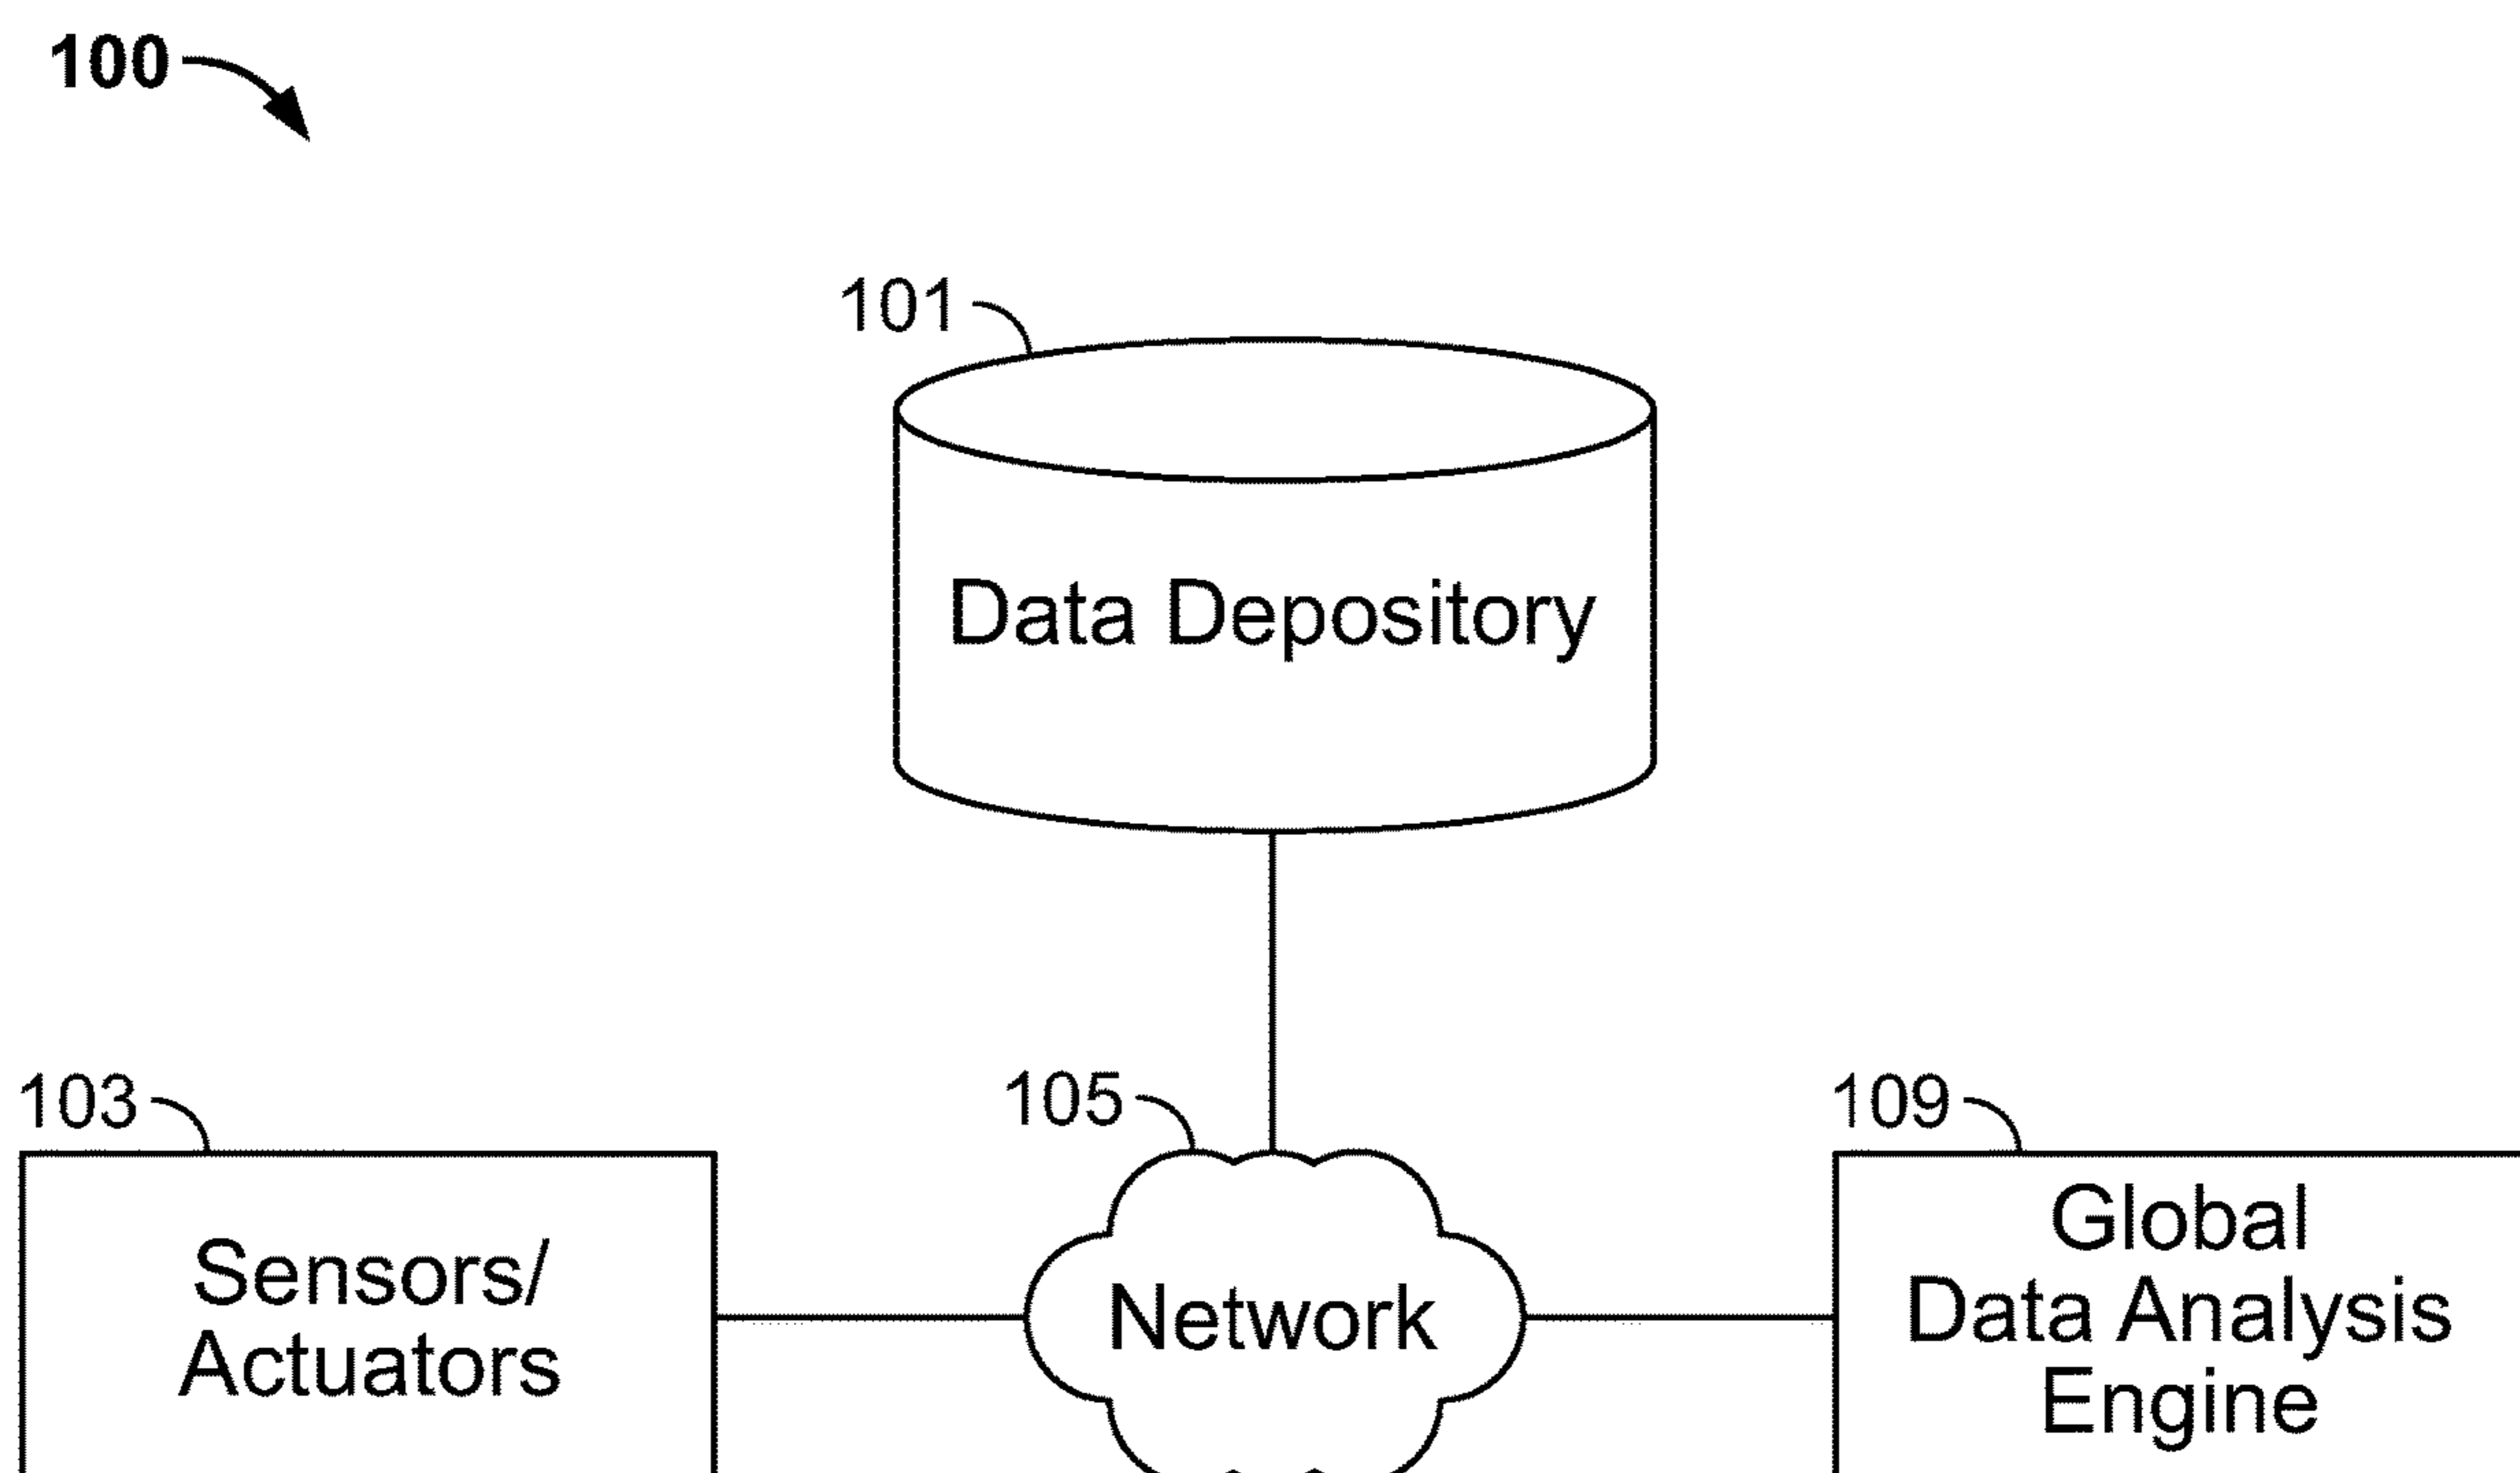 100
101
Data Depository
103
105
109
Sensors/
Actuators
Network
Global
Data Analysis
Engine